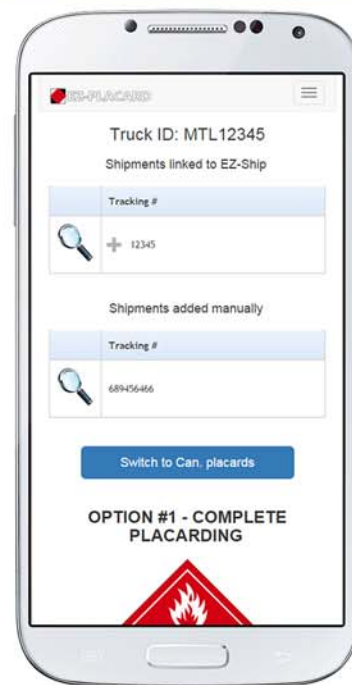 EZ-PLACARD
Truck ID: MTL12345
Shipments linked to EZ-Ship
Tracking #
12345
Shipments added manually
Tracking #
689456466
Switch to Can. placards
OPTION #1 - COMPLETE
PLACARDING